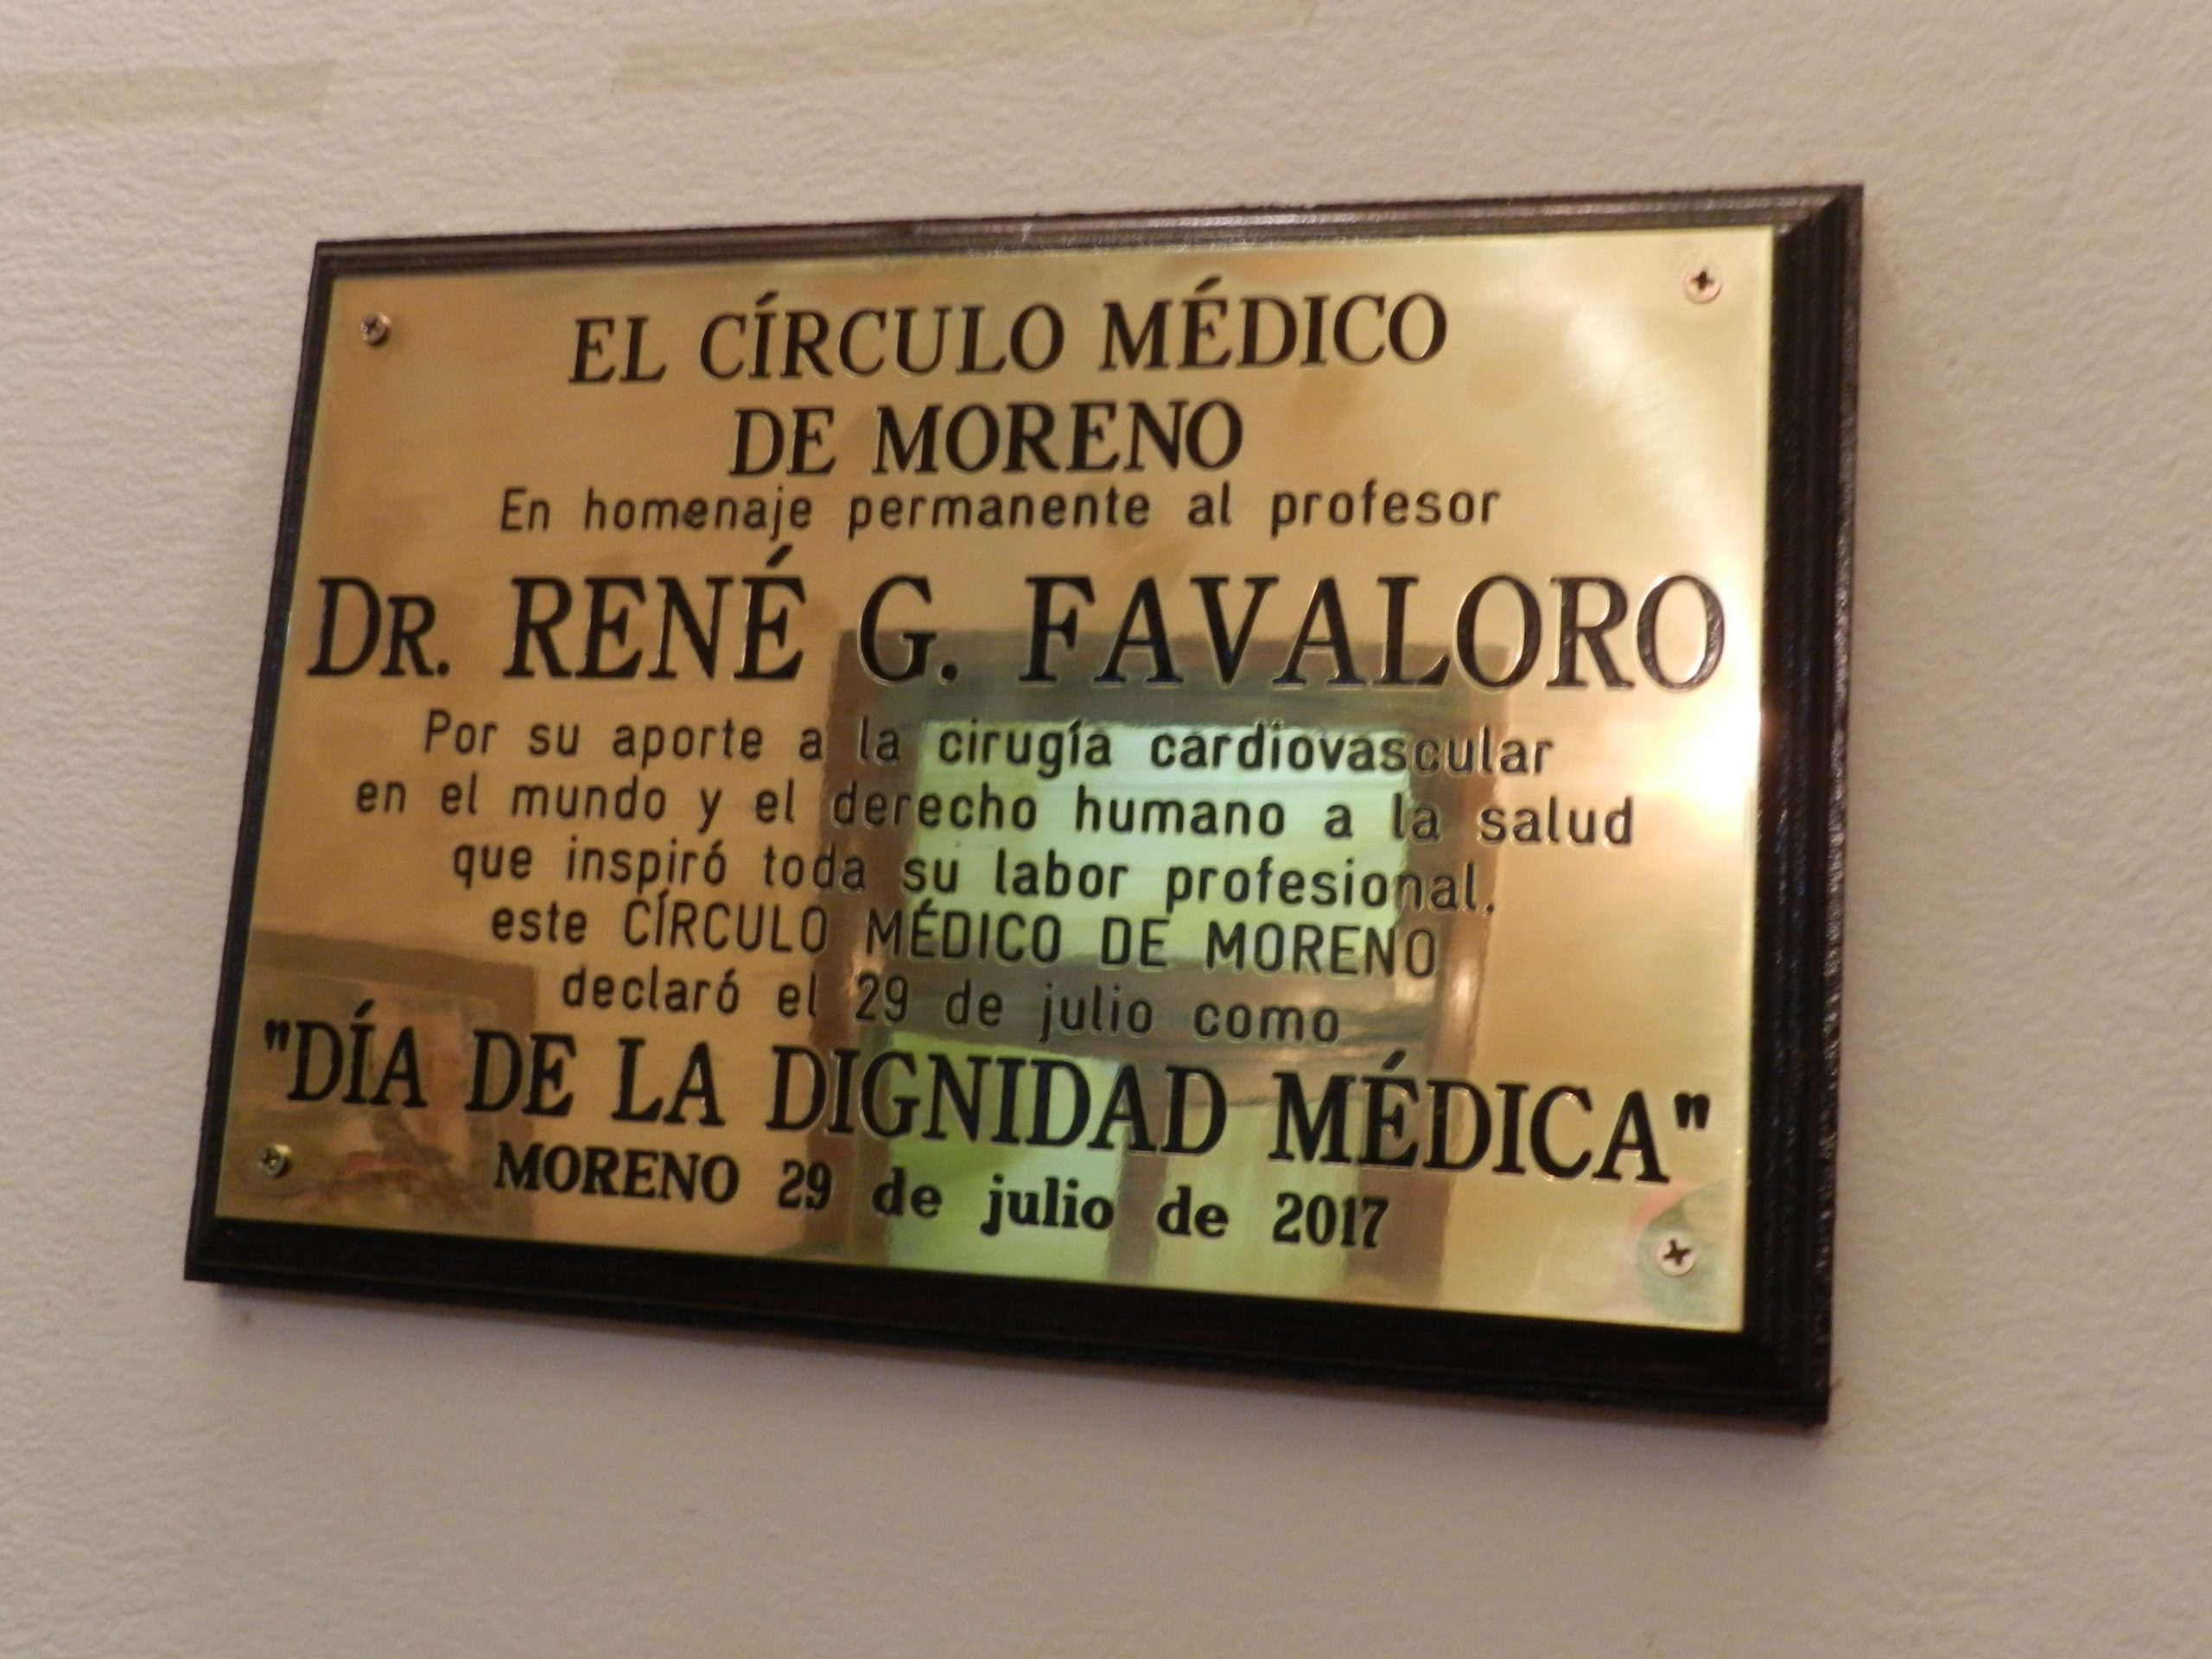 EL CÍRCULO MÉDICO
DE MORENO
En homenaje permanente al profesor
DR. RENÉ G. FAVALORO
Por su aporte a la cirugía cardiovascular
en el mundo y el derecho humano a la salud
que inspiró toda su labor profesional.
este CÍRCULO MÉDICO DE MORENO
declaró el 29 de julio como
"DÍA DE LA DIGNIDAD MÉDICA"
MORENO 29 de julio de 2017